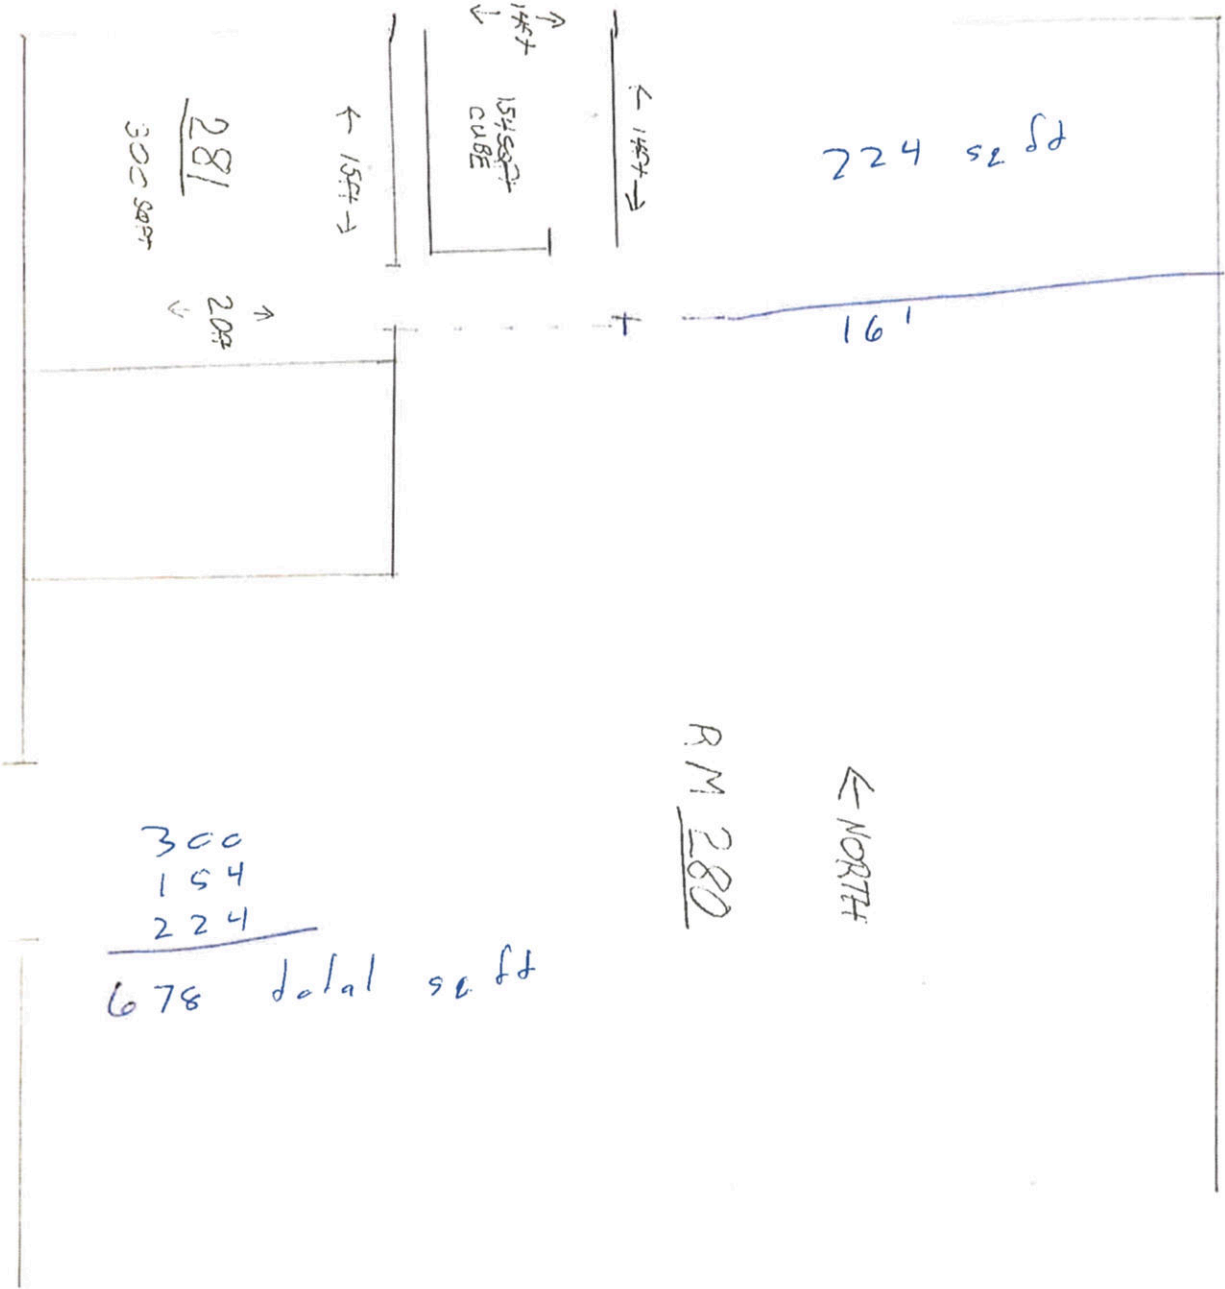 281
300 SQFT
← 15ft →
← 20ft →
← 14ft →
154 SQFT
CUBE
← 14ft →
224 sq ft
16'
RM 280
← NORTH
300
154
224
678 total sq ft